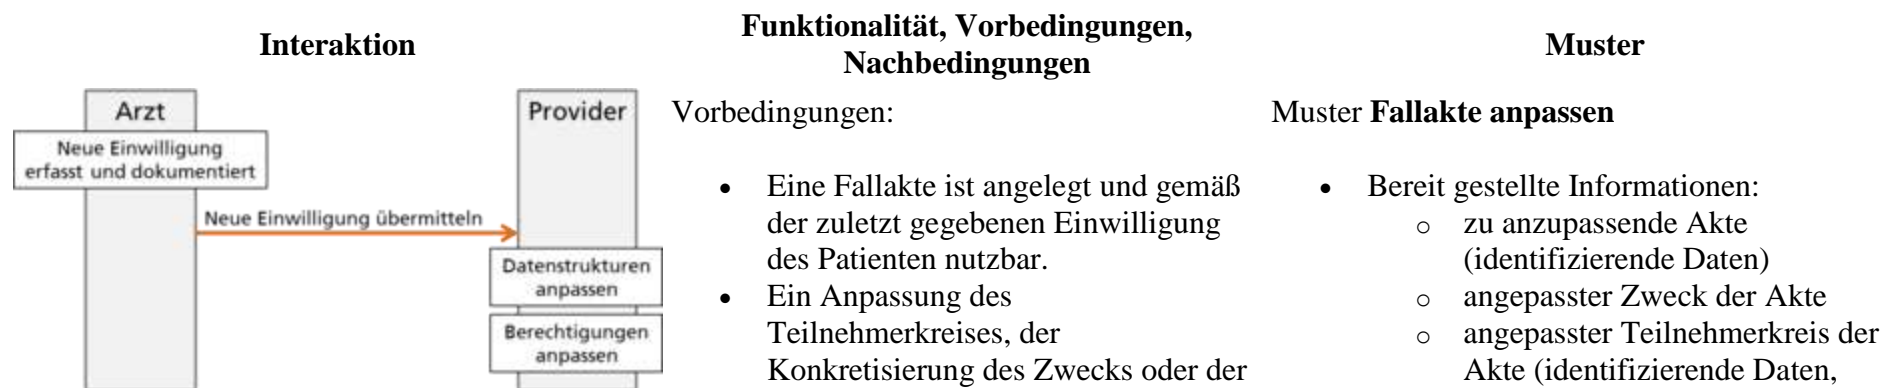 Interaktion
Funktionalität, Vorbedingungen,
Nachbedingungen
Muster
Arzt
Provider
Neue Einwilligung
erfasst und dokumentiert
Neue Einwilligung übermitteln
Datenstrukturen
anpassen
Berechtigungen
anpassen
Vorbedingungen:
• Eine Fallakte ist angelegt und gemäß
der zuletzt gegebenen Einwilligung
des Patienten nutzbar.
• Ein Anpassung des
Teilnehmerkreises, der
Konkretisierung des Zwecks oder der
Muster Fallakte anpassen
• Bereit gestellte Informationen:
o zu anzupassende Akte
(identifizierende Daten)
o angepasster Zweck der Akte
o angepasster Teilnehmerkreis der
Akte (identifizierende Daten,